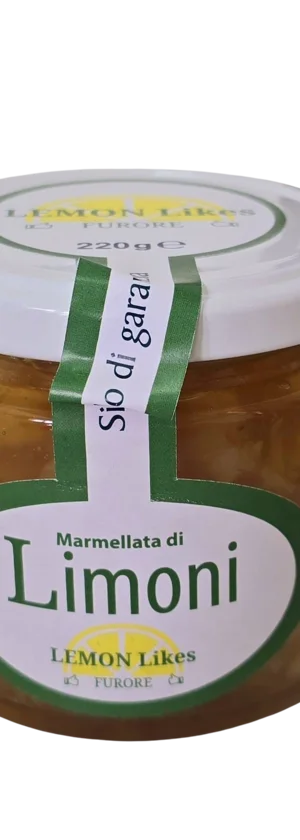 LEMON Likes
FURORE
220g ℮
Sio di gara
Marmellata di
Limoni
LEMON Likes
FURORE